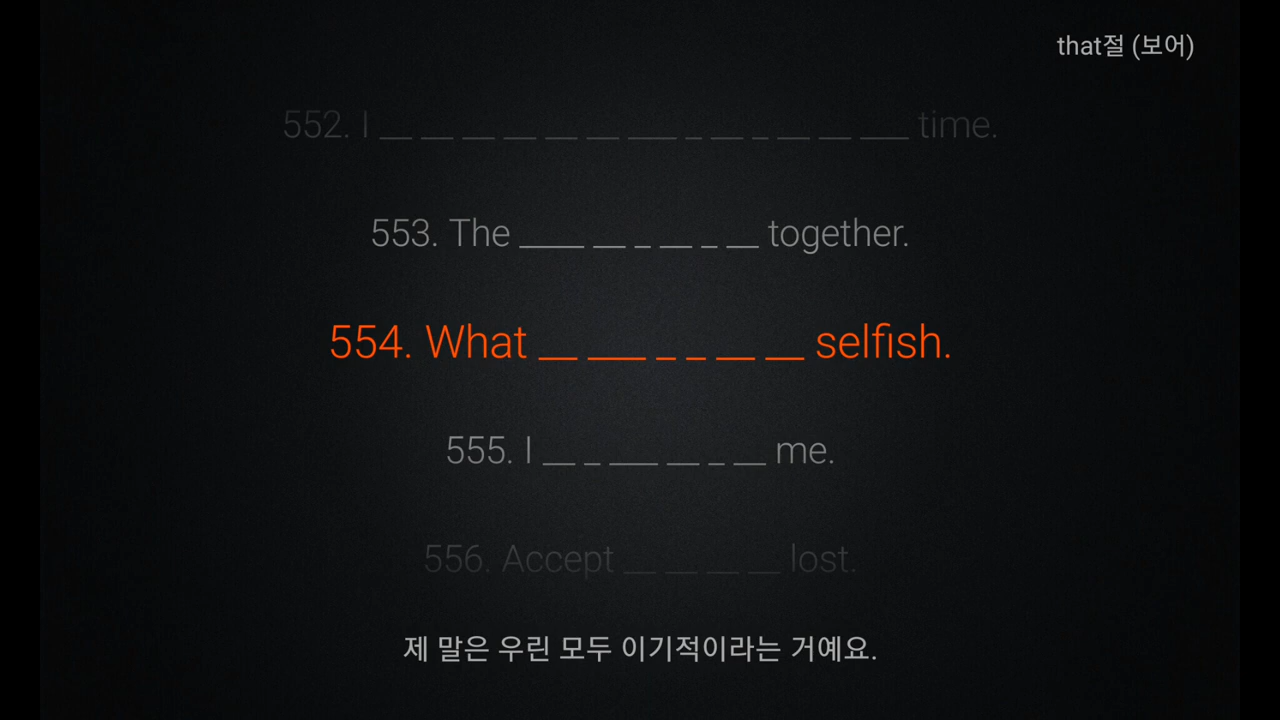 that절 (보어)
552. I __ __ __ __ __ __ ___ _ __ _ __ __ ___ time.
553. The ____ __ _ __ _ __ together.
554. What __ ___ _ _ __ __ selfish.
555. I __ _ ___ __ _ __ me.
556. Accept __ __ __ __ lost.
제 말은 우린 모두 이기적이라는 거예요.